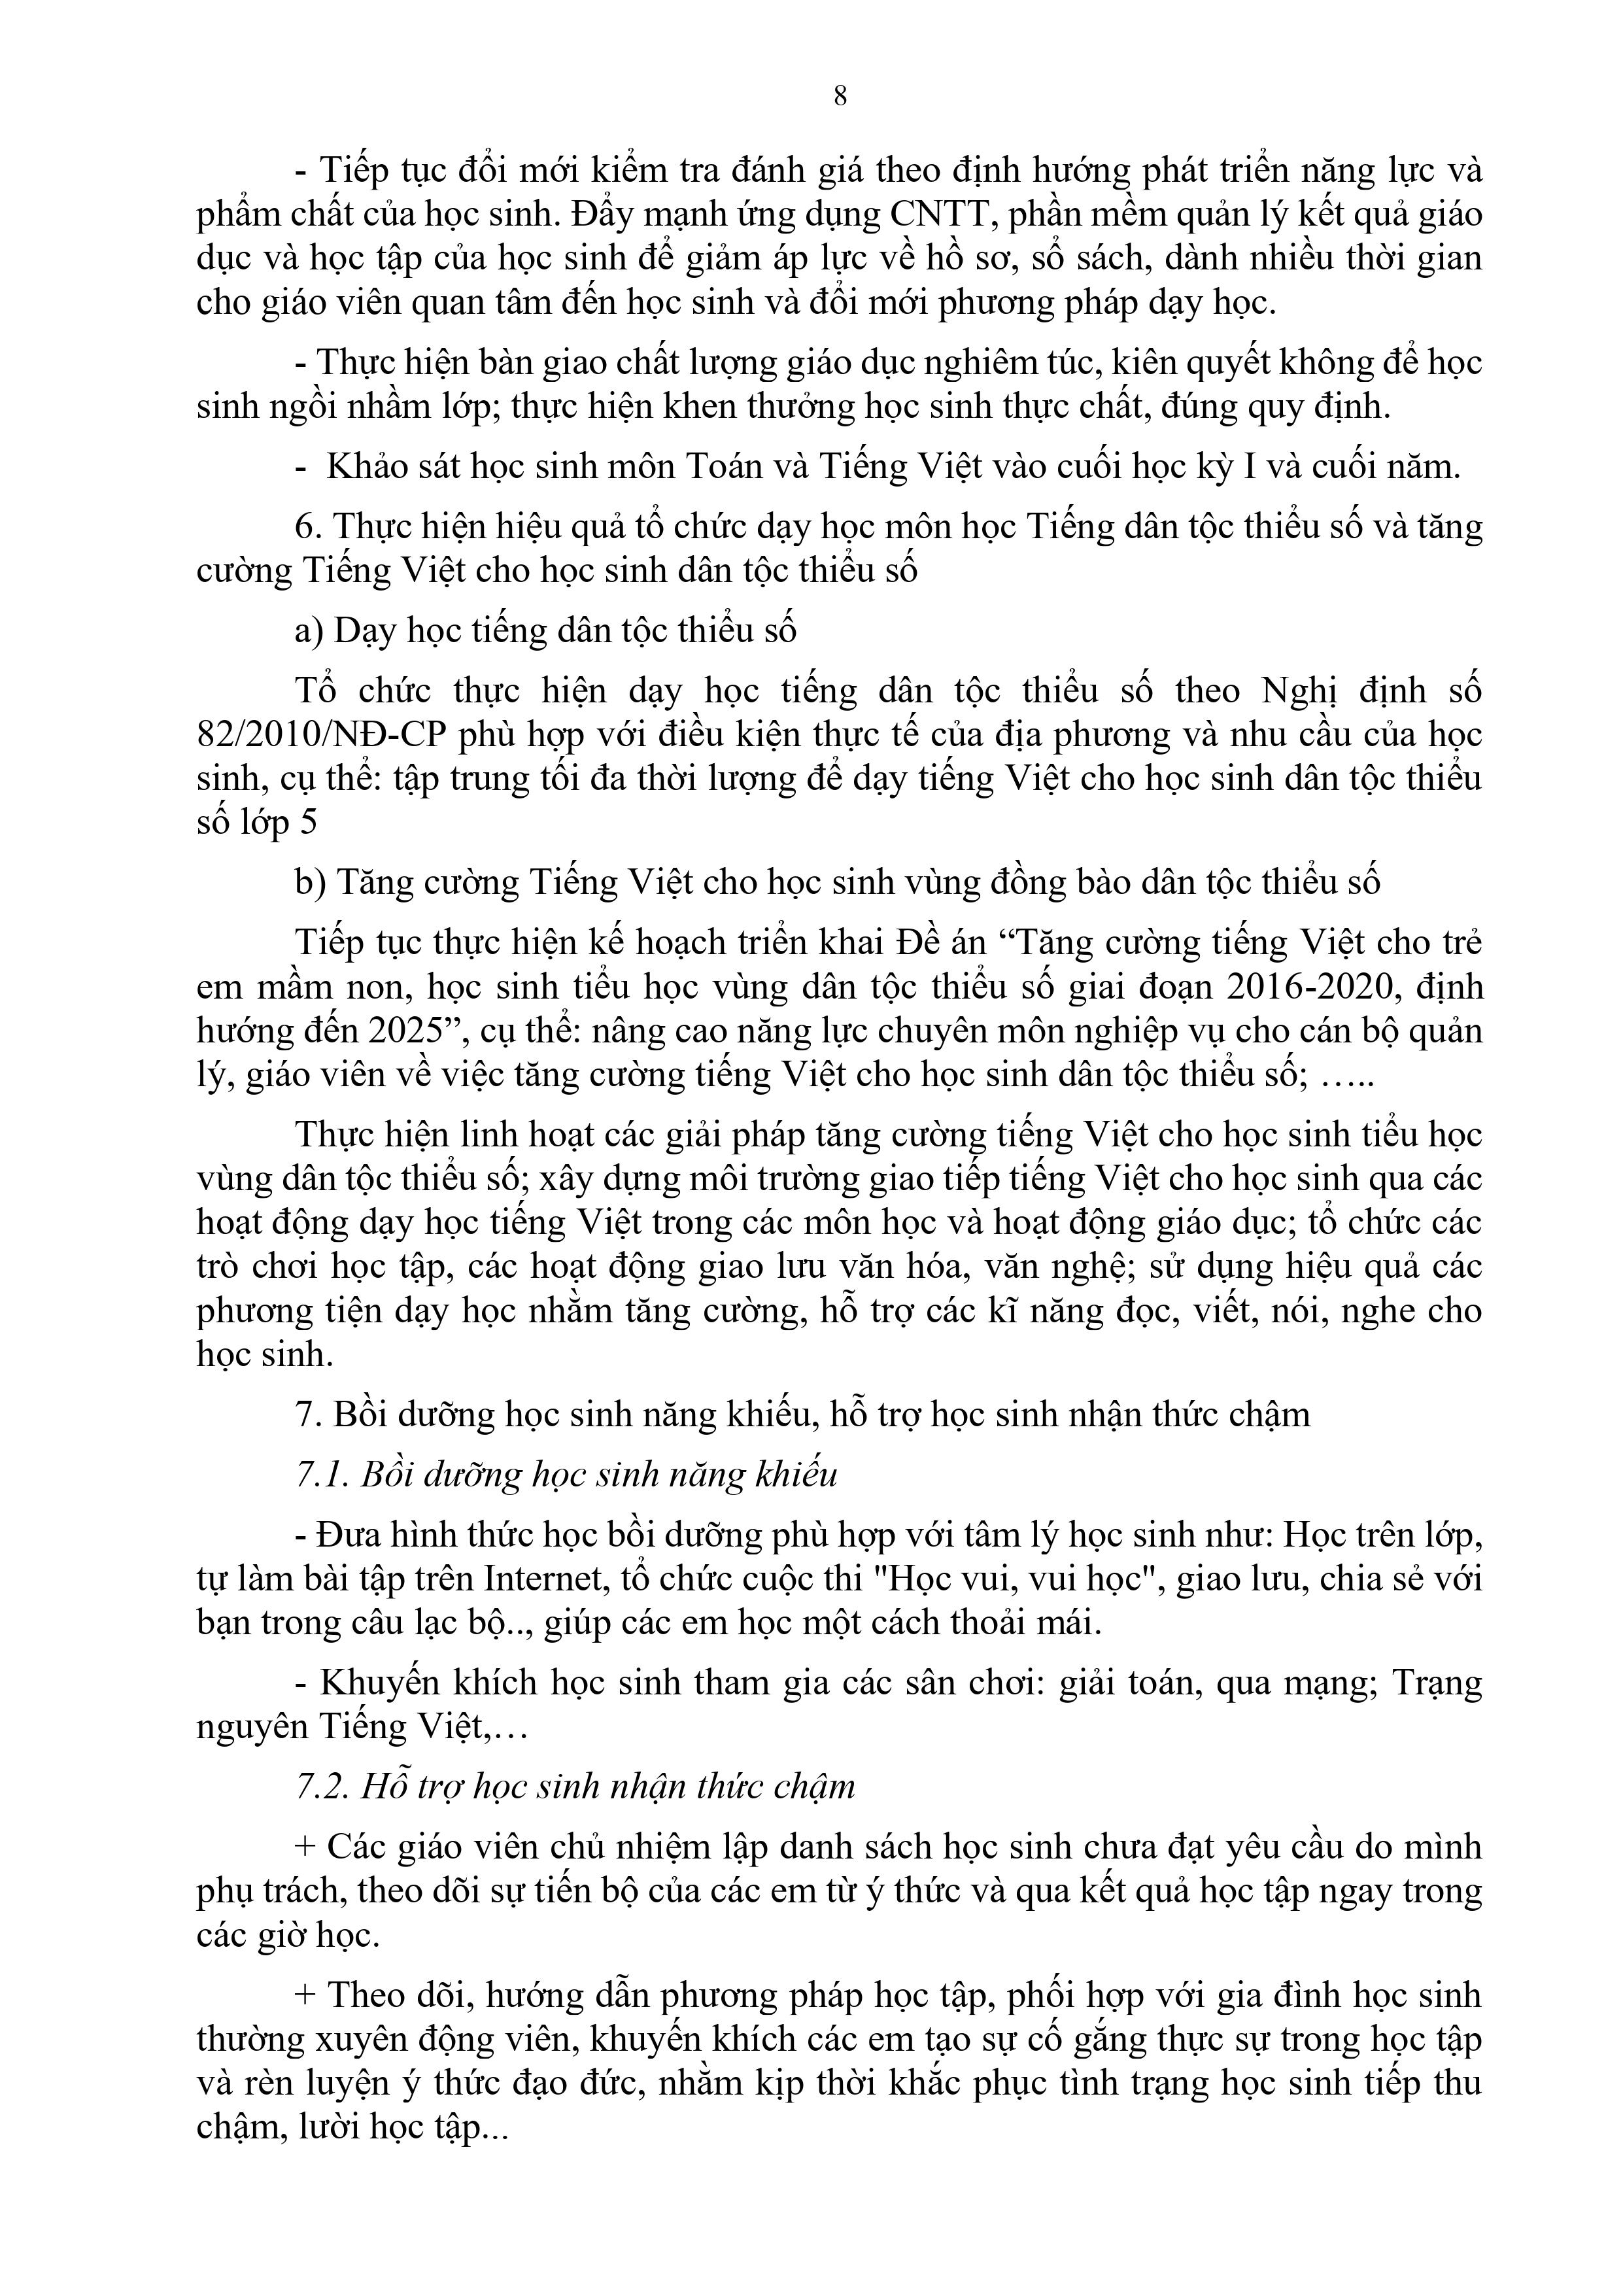 8
- Tiếp tục đổi mới kiểm tra đánh giá theo định hướng phát triển năng lực và
phẩm chất của học sinh. Đẩy mạnh ứng dụng CNTT, phần mềm quản lý kết quả giáo
dục và học tập của học sinh để giảm áp lực về hồ sơ, sổ sách, dành nhiều thời gian
cho giáo viên quan tâm đến học sinh và đổi mới phương pháp dạy học.
- Thực hiện bàn giao chất lượng giáo dục nghiêm túc, kiên quyết không để học
sinh ngồi nhầm lớp; thực hiện khen thưởng học sinh thực chất, đúng quy định.
- Khảo sát học sinh môn Toán và Tiếng Việt vào cuối học kỳ I và cuối năm.
6. Thực hiện hiệu quả tổ chức dạy học môn học Tiếng dân tộc thiểu số và tăng
cường Tiếng Việt cho học sinh dân tộc thiểu số
a) Dạy học tiếng dân tộc thiểu số
Tổ chức thực hiện dạy học tiếng dân tộc thiểu số theo Nghị định số
82/2010/NĐ-CP phù hợp với điều kiện thực tế của địa phương và nhu cầu của học
sinh, cụ thể: tập trung tối đa thời lượng để dạy tiếng Việt cho học sinh dân tộc thiểu
số lớp 5
b) Tăng cường Tiếng Việt cho học sinh vùng đồng bào dân tộc thiểu số
Tiếp tục thực hiện kế hoạch triển khai Đề án “Tăng cường tiếng Việt cho trẻ
em mầm non, học sinh tiểu học vùng dân tộc thiểu số giai đoạn 2016-2020, định
hướng đến 2025”, cụ thể: nâng cao năng lực chuyên môn nghiệp vụ cho cán bộ quản
lý, giáo viên về việc tăng cường tiếng Việt cho học sinh dân tộc thiểu số; …..
Thực hiện linh hoạt các giải pháp tăng cường tiếng Việt cho học sinh tiểu học
vùng dân tộc thiểu số; xây dựng môi trường giao tiếp tiếng Việt cho học sinh qua các
hoạt động dạy học tiếng Việt trong các môn học và hoạt động giáo dục; tổ chức các
trò chơi học tập, các hoạt động giao lưu văn hóa, văn nghệ; sử dụng hiệu quả các
phương tiện dạy học nhằm tăng cường, hỗ trợ các kĩ năng đọc, viết, nói, nghe cho
học sinh.
7. Bồi dưỡng học sinh năng khiếu, hỗ trợ học sinh nhận thức chậm
7.1. Bồi dưỡng học sinh năng khiếu
- Đưa hình thức học bồi dưỡng phù hợp với tâm lý học sinh như: Học trên lớp,
tự làm bài tập trên Internet, tổ chức cuộc thi "Học vui, vui học", giao lưu, chia sẻ với
bạn trong câu lạc bộ.., giúp các em học một cách thoải mái.
- Khuyến khích học sinh tham gia các sân chơi: giải toán, qua mạng; Trạng
nguyên Tiếng Việt,…
7.2. Hỗ trợ học sinh nhận thức chậm
+ Các giáo viên chủ nhiệm lập danh sách học sinh chưa đạt yêu cầu do mình
phụ trách, theo dõi sự tiến bộ của các em từ ý thức và qua kết quả học tập ngay trong
các giờ học.
+ Theo dõi, hướng dẫn phương pháp học tập, phối hợp với gia đình học sinh
thường xuyên động viên, khuyến khích các em tạo sự cố gắng thực sự trong học tập
và rèn luyện ý thức đạo đức, nhằm kịp thời khắc phục tình trạng học sinh tiếp thu
chậm, lười học tập...